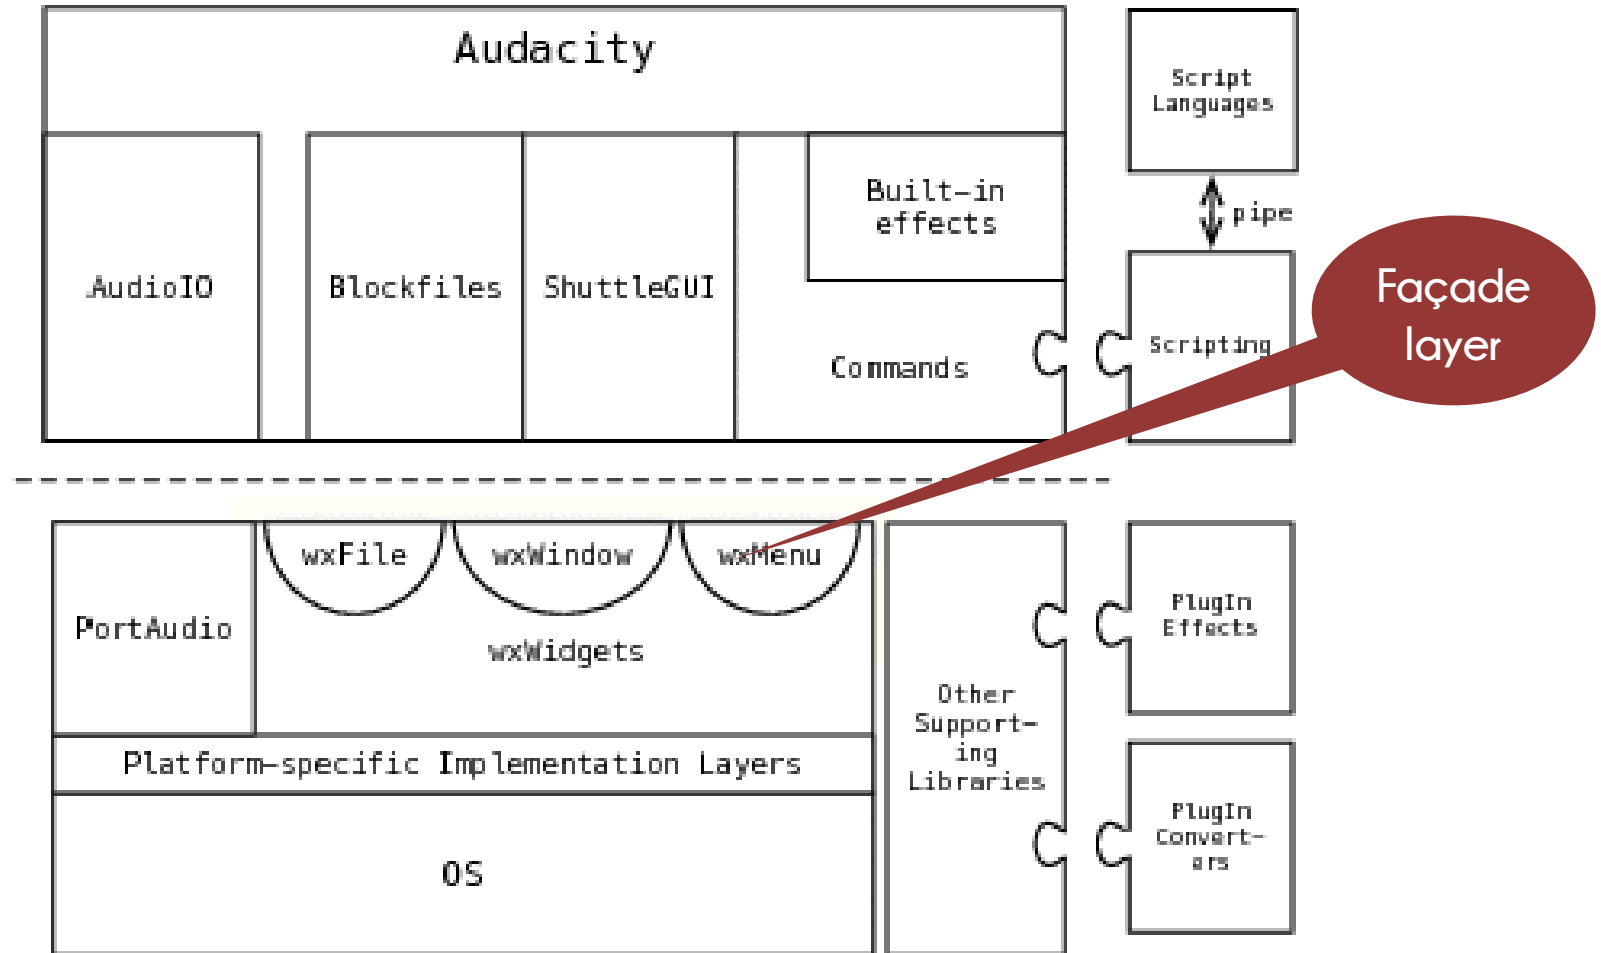 Audacity
Script
Languages
pipe
Built-in
effects
AudioIO
Blockfiles
ShuttleGUI
Commands
Scripting
Façade
layer
wxFile
wxWindow
wxMenu
PortAudio
wxWidgets
Platform-specific Implementation Layers
OS
Other
Support-
ing
Libraries
PlugIn
Effects
PlugIn
Convert-
ers